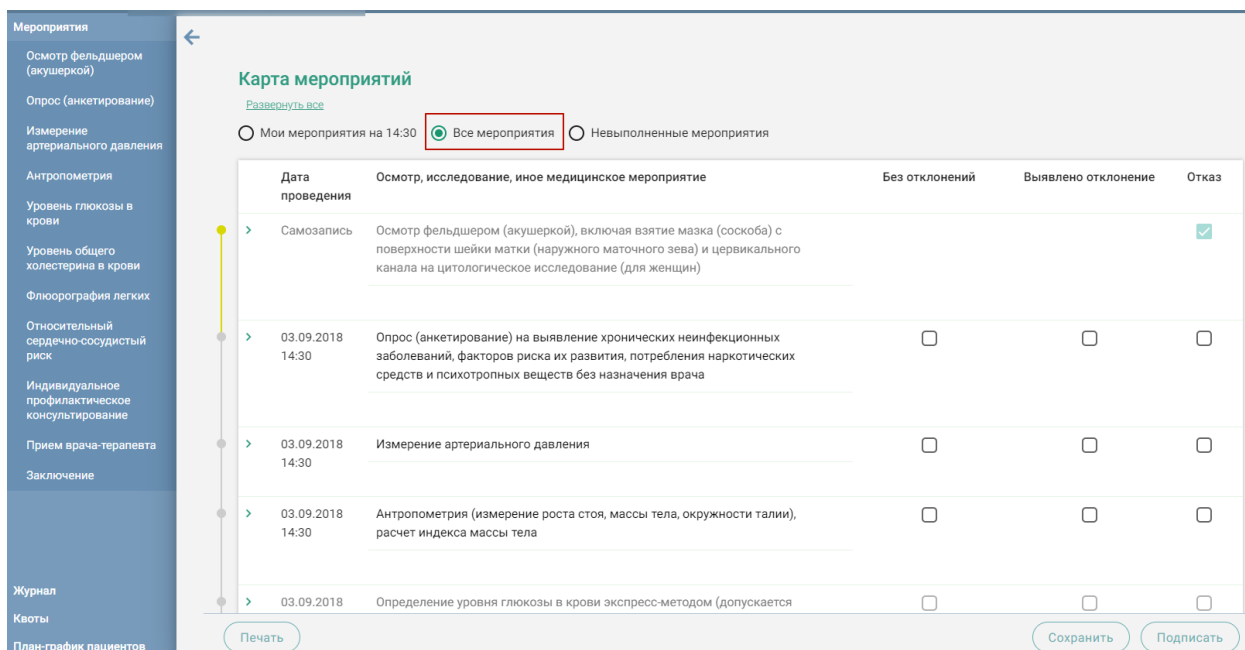 Мероприятия
Осмотр фельдшером
(акушеркой)
Опрос (анкетирование)
Измерение
артериального давления
Антропометрия
Уровень глюкозы в
крови
Уровень общего
холестерина в крови
Флюорография легких
Относительный
сердечно-сосудистый
риск
Индивидуальное
профилактическое
консультирование
Прием врача-терапевта
Заключение
Журнал
Квоты
План-график пациентов
Карта мероприятий
Развернуть все
Мои мероприятия на 14:30 Все мероприятия Невыполненные мероприятия
Дата Осмотр, исследование, иное медицинское мероприятие Без отклонений Выявлено отклонение Отказ
проведения
Самозапись Осмотр фельдшером (акушеркой), включая взятие мазка (соскоба) с
поверхности шейки матки (наружного маточного зева) и цервикального
канала на цитологическое исследование (для женщин)
03.09.2018 Опрос (анкетирование) на выявление хронических неинфекционных
14:30 заболеваний, факторов риска их развития, потребления наркотических
средств и психотропных веществ без назначения врача
03.09.2018 Измерение артериального давления
14:30
03.09.2018 Антропометрия (измерение роста стоя, массы тела, окружности талии),
14:30 расчет индекса массы тела
03.09.2018 Определение уровня глюкозы в крови экспресс-методом (допускается
Печать Сохранить Подписать